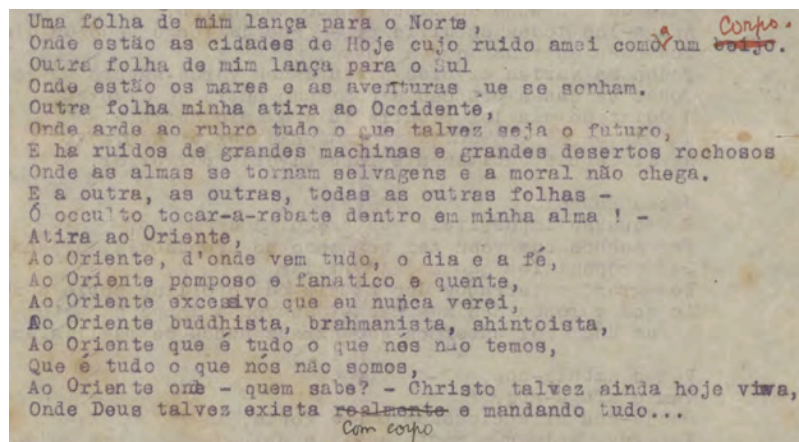 Uma folha de mim lança para o Norte,
Onde estão as cidades de Hoje cujo ruido amei como a um beijo. Corpo.
Outra folha de mim lança para o Sul
Onde estão os mares e as aventuras ue se sonham.
Outra folha minha atira ao Occidente,
Onde arde ao rubro tudo o que talvez seja o futuro,
E ha ruidos de grandes machinas e grandes desertos rochosos
Onde as almas se tornam selvagens e a moral não chega.
E a outra, as outras, todas as outras folhas -
Ó occulto tocar-a-rebate dentro em minha alma ! -
Atira ao Oriente,
Ao Oriente, d'onde vem tudo, o dia e a fé,
Ao Oriente pomposo e fanatico e quente,
Ao Oriente excessivo que eu nunca verei,
Ao Oriente buddhista, brahmanista, shintoista,
Ao Oriente que é tudo o que nós não temos,
Que é tudo o que nós não somos,
Ao Oriente onde - quem sabe? - Christo talvez ainda hoje viva,
Onde Deus talvez exista realmente e mandando tudo...
Com corpo